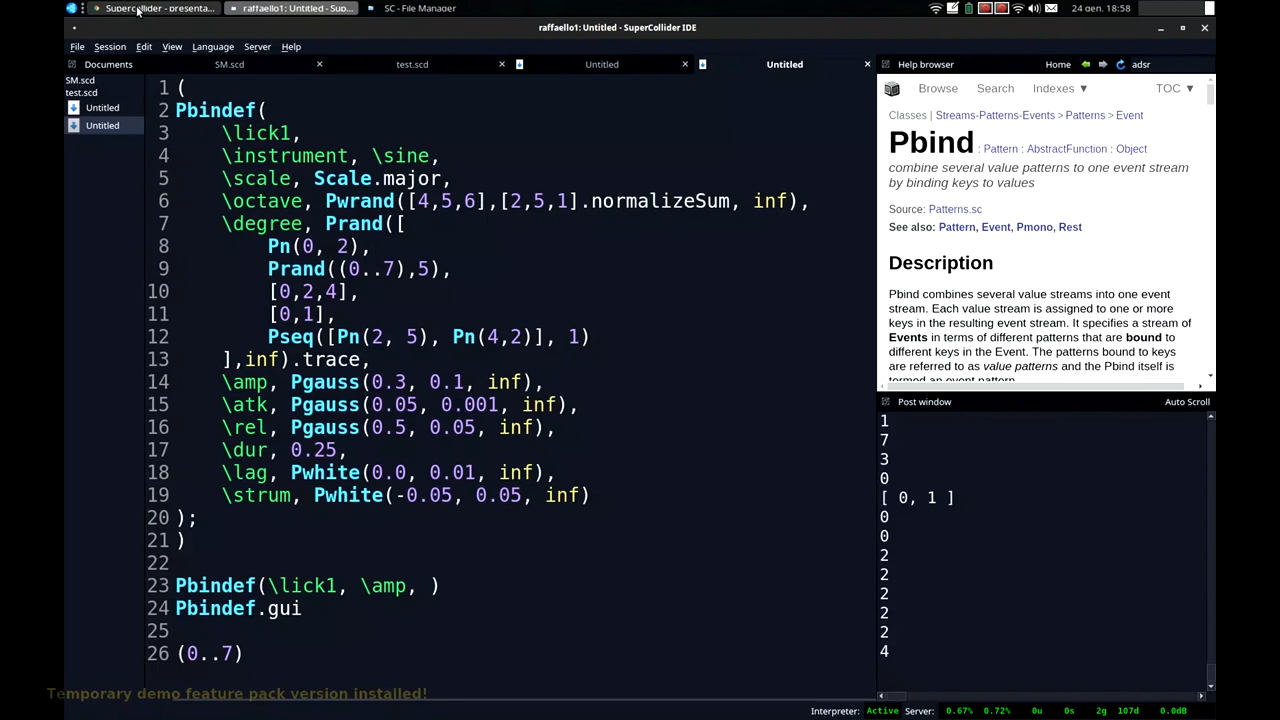 Supercollider - presenta...
raffaello1: Untitled - Sup...
SC - File Manager
24 gen. 18:58
raffaello1: Untitled - SuperCollider IDE
File Session Edit View Language Server Help
Documents
SM.scd
test.scd
Untitled
Untitled
Help browser
Home
adsr
SM.scd
test.scd
Untitled
Untitled
1 (
2 Pbindef(
3 \lick1,
4 \instrument, \sine,
5 \scale, Scale.major,
6 \octave, Pwrand([4,5,6],[2,5,1].normalizeSum, inf),
7 \degree, Prand([
8 Pn(0, 2),
9 Prand((0..7),5),
10 [0,2,4],
11 [0,1],
12 Pseq([Pn(2, 5), Pn(4,2)], 1)
13 ],inf).trace,
14 \amp, Pgauss(0.3, 0.1, inf),
15 \atk, Pgauss(0.05, 0.001, inf),
16 \rel, Pgauss(0.5, 0.05, inf),
17 \dur, 0.25,
18 \lag, Pwhite(0.0, 0.01, inf),
19 \strum, Pwhite(-0.05, 0.05, inf)
20 );
21 )
22
23 Pbindef(\lick1, \amp, )
24 Pbindef.gui
25
26 (0..7)
Browse Search Indexes ▼ TOC ▼
Classes | Streams-Patterns-Events > Patterns > Event
Pbind : Pattern : AbstractFunction : Object
combine several value patterns to one event stream
by binding keys to values
Source: Patterns.sc
See also: Pattern, Event, Pmono, Rest
Description
Pbind combines several value streams into one event
stream. Each value stream is assigned to one or more
keys in the resulting event stream. It specifies a stream of
Events in terms of different patterns that are bound to
different keys in the Event. The patterns bound to keys
are referred to as value patterns and the Pbind itself is
termed an event pattern.
Post window
Auto Scroll
1
7
3
0
[ 0, 1 ]
0
0
2
2
2
2
2
4
Temporary demo feature pack version installed!
Interpreter: Active Server: 0.67% 0.72% 0u 0s 2g 107d 0.0dB